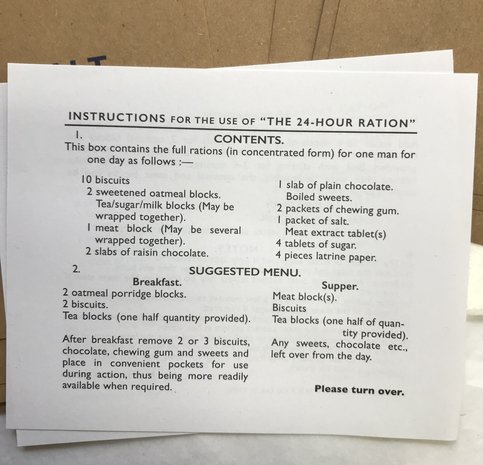 INSTRUCTIONS FOR THE USE OF "THE 24-HOUR RATION"
1. CONTENTS.
This box contains the full rations (in concentrated form) for one man for
one day as follows :—
10 biscuits
2 sweetened oatmeal blocks.
Tea/sugar/milk blocks (May be
wrapped together).
1 meat block (May be several
wrapped together).
2 slabs of raisin chocolate.
1 slab of plain chocolate.
Boiled sweets.
2 packets of chewing gum.
1 packet of salt.
Meat extract tablet(s)
4 tablets of sugar.
4 pieces latrine paper.
2. SUGGESTED MENU.
Breakfast.
2 oatmeal porridge blocks.
2 biscuits.
Tea blocks (one half quantity provided).
After breakfast remove 2 or 3 biscuits,
chocolate, chewing gum and sweets and
place in convenient pockets for use
during action, thus being more readily
available when required.
Supper.
Meat block(s).
Biscuits
Tea blocks (one half of quan-
tity provided).
Any sweets, chocolate etc.,
left over from the day.
Please turn over.